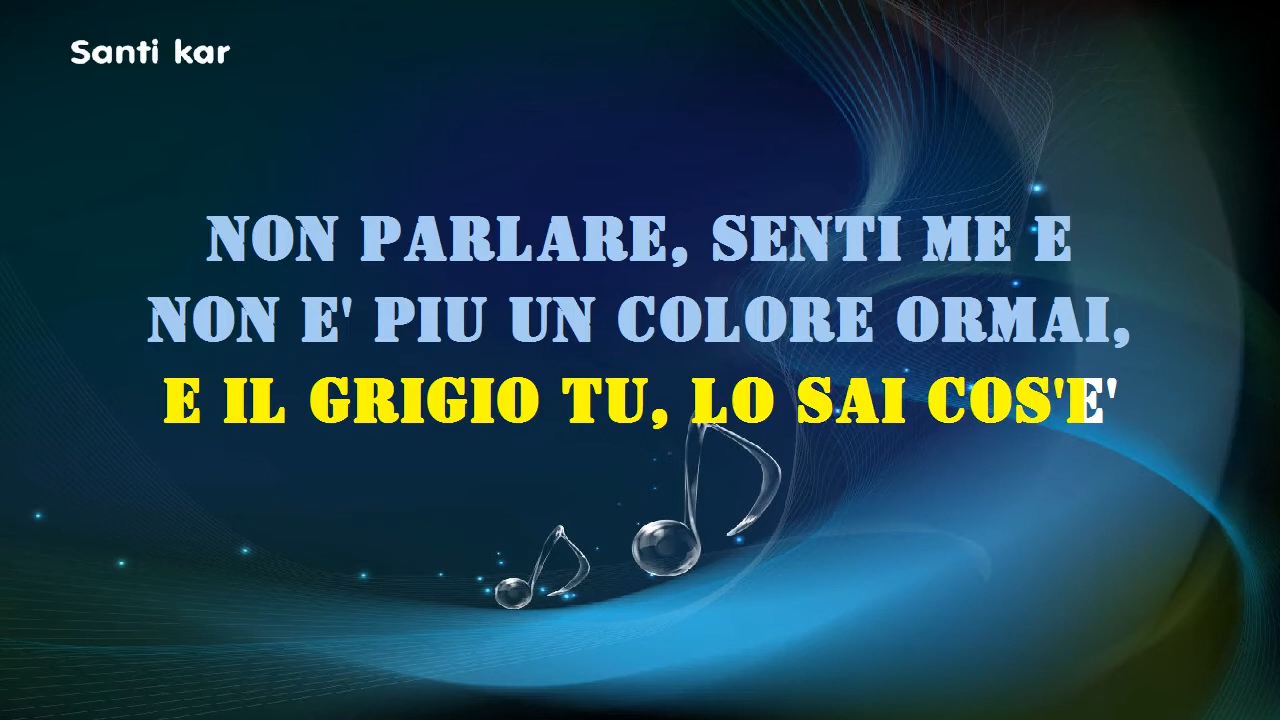 Santi kar
NON PARLARE, SENTI ME E
NON E' PIU UN COLORE ORMAI,
E IL GRIGIO TU, LO SAI COS'E'